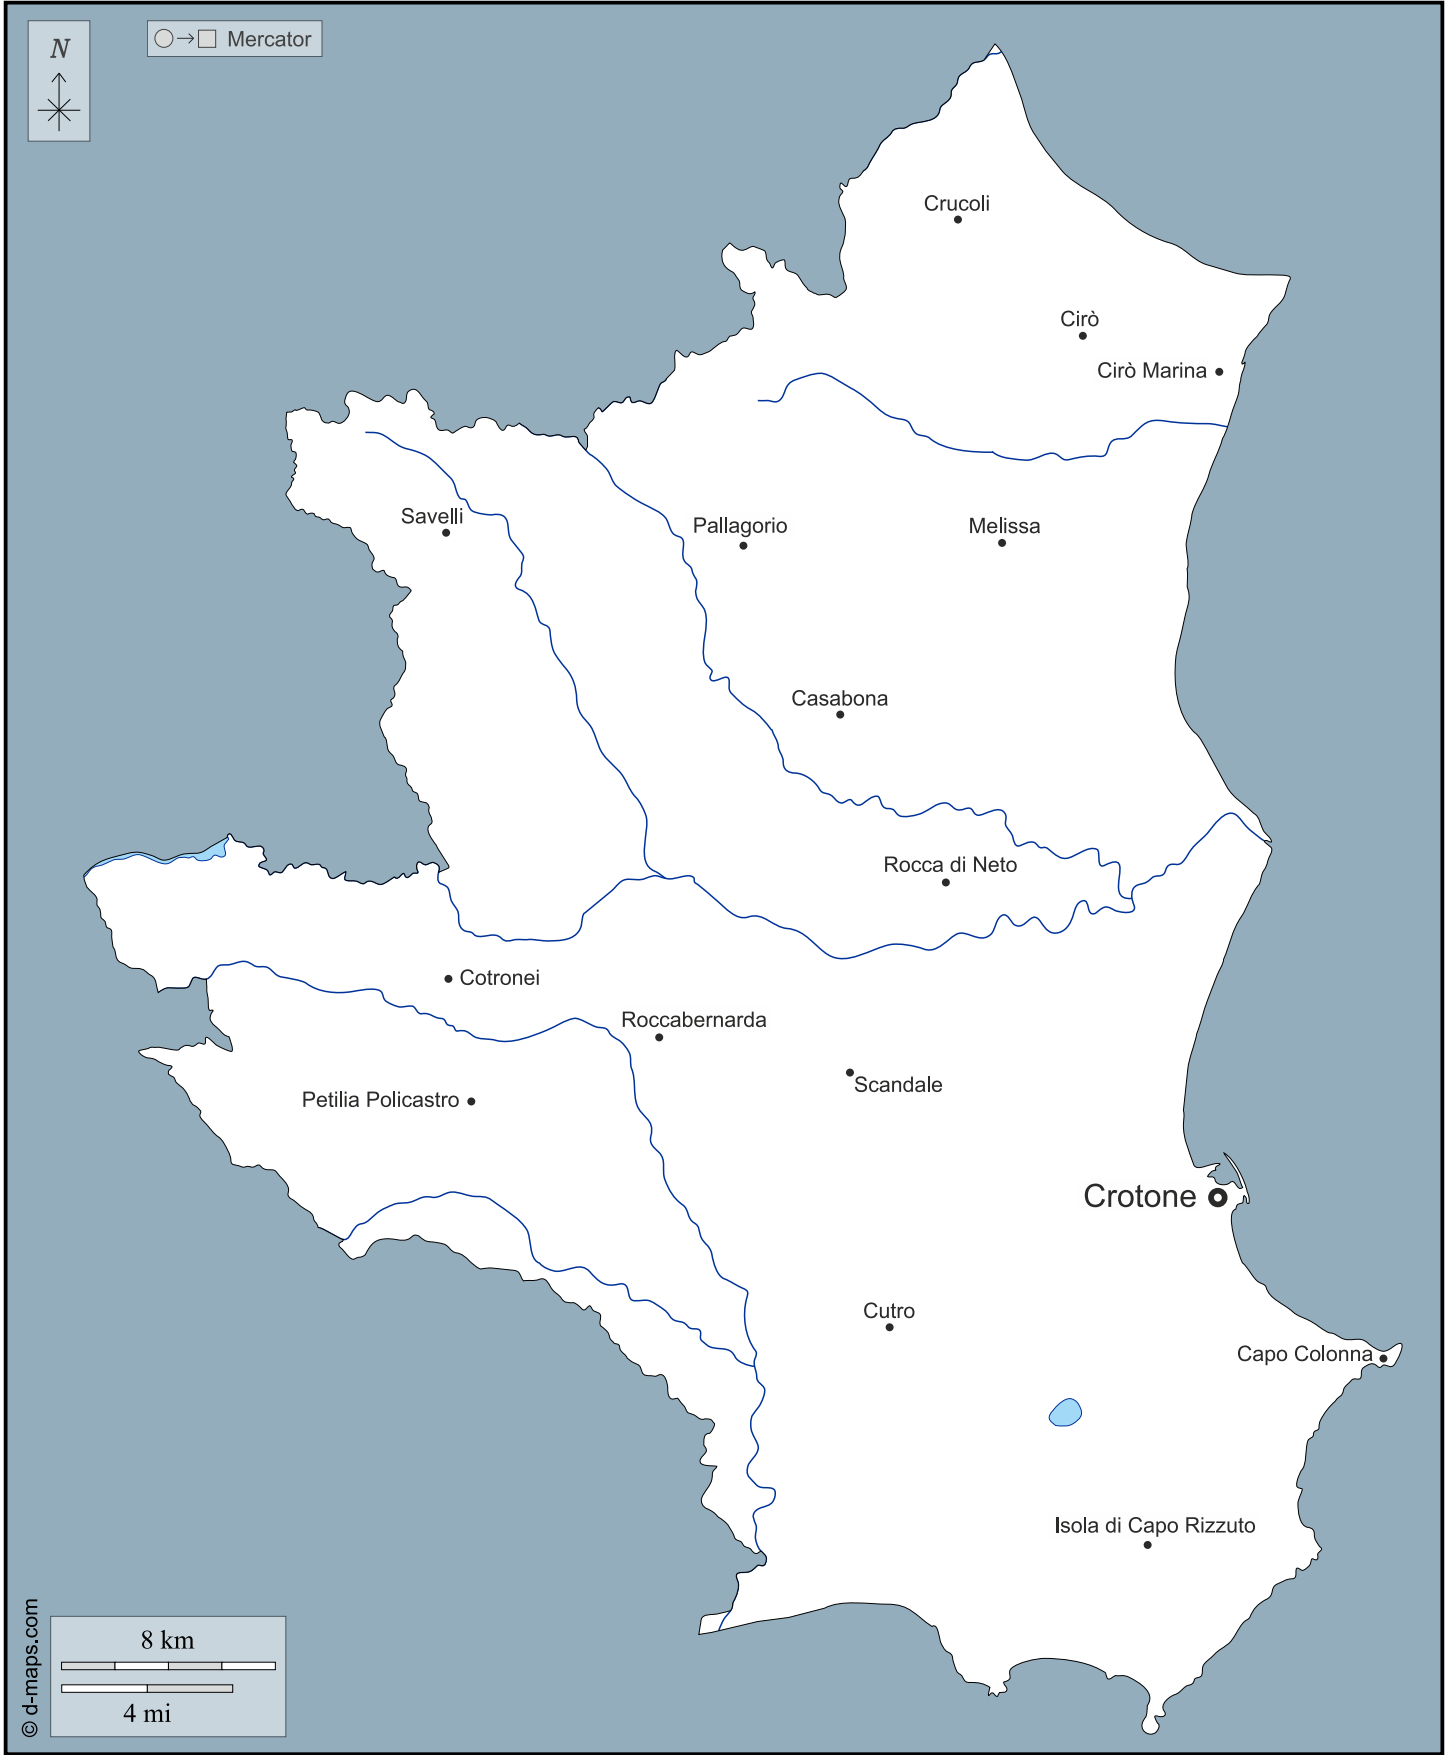 N
Mercator
Crucoli
Cirò
Cirò Marina
Savelli
Pallagorio
Melissa
Casabona
Rocca di Neto
Cotronei
Roccabernarda
Scandale
Petilia Policastro
Crotone
Cutro
Capo Colonna
Isola di Capo Rizzuto
8 km
4 mi
© d-maps.com